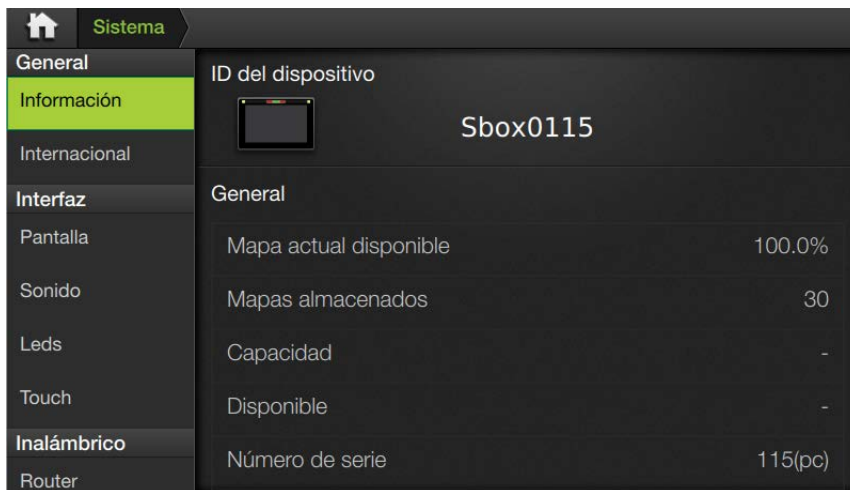 Sistema
General
Información
Internacional
Interfaz
Pantalla
Sonido
Leds
Touch
Inalámbrico
Router
ID del dispositivo
Sbox0115
General
Mapa actual disponible 100.0%
Mapas almacenados 30
Capacidad -
Disponible -
Número de serie 115(pc)